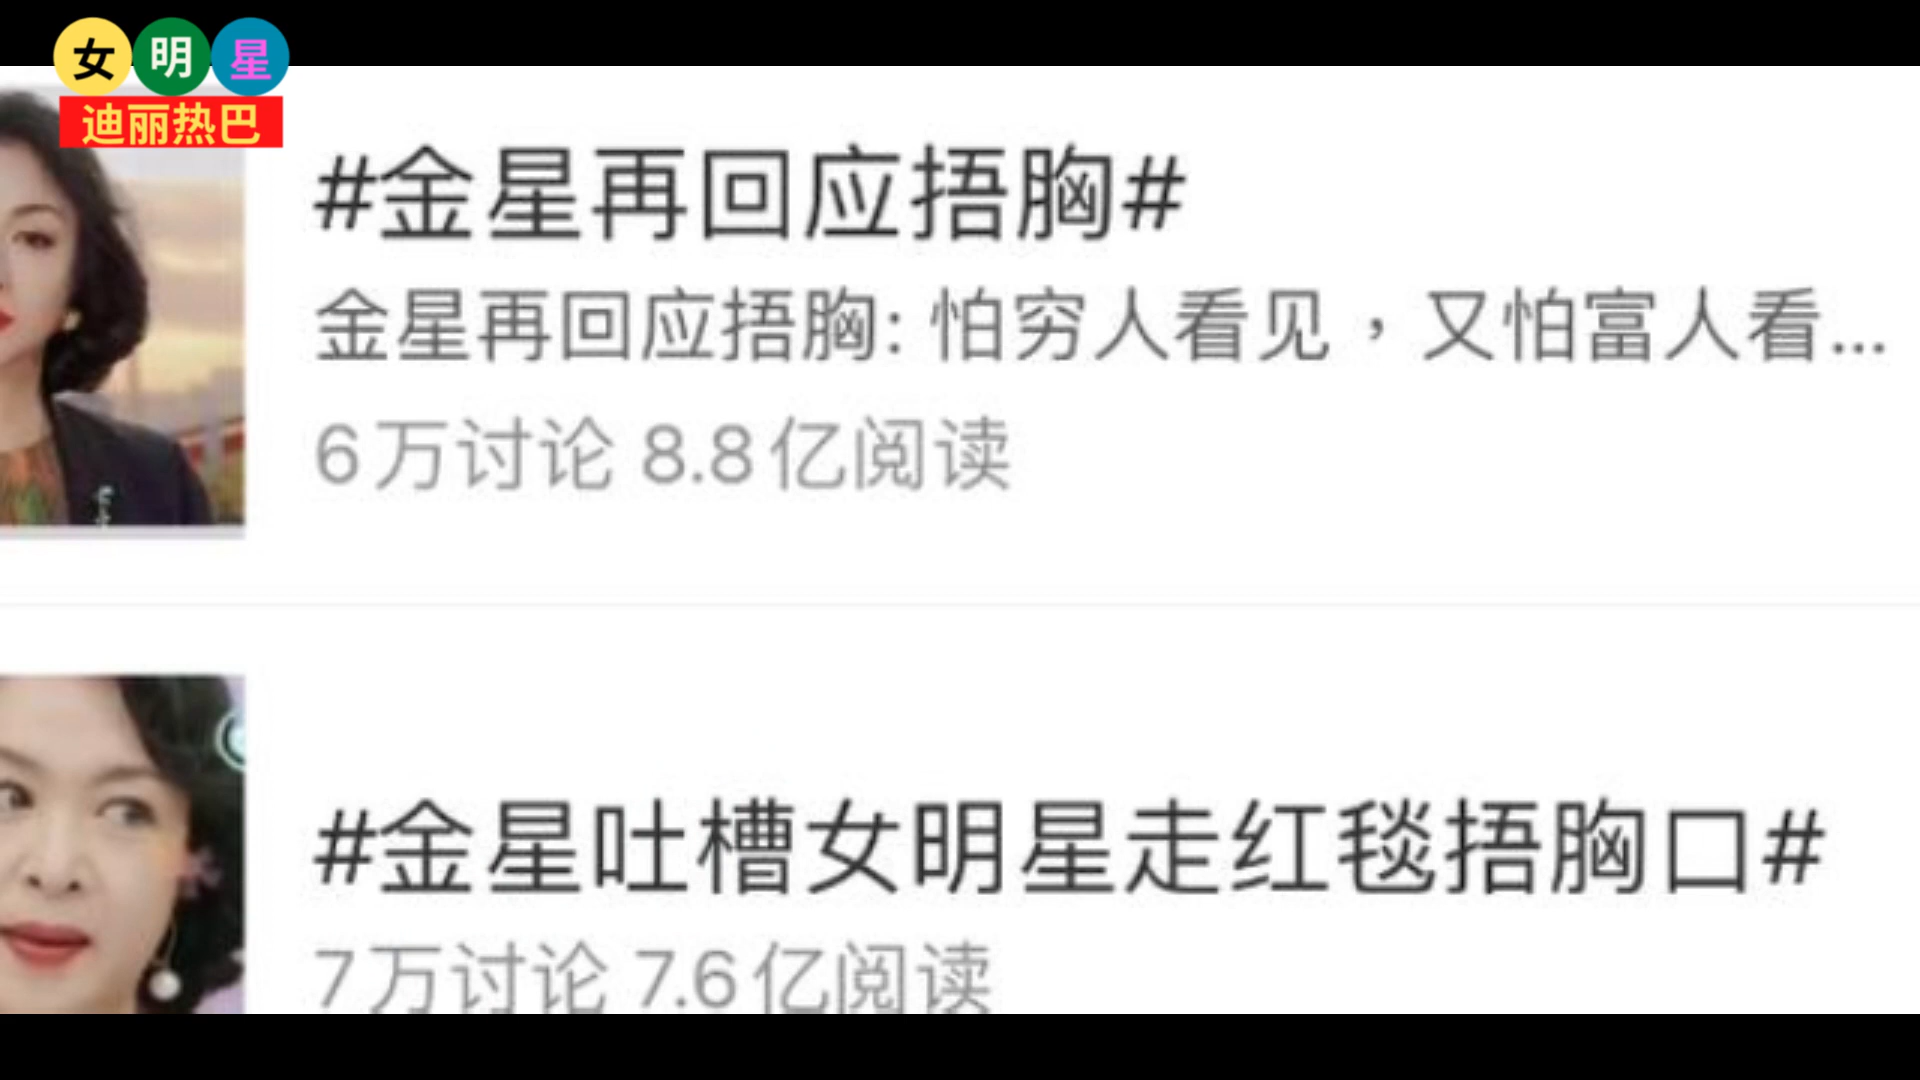 女明星
迪丽热巴
#金星再回应捂胸#
金星再回应捂胸: 怕穷人看见，又怕富人看...
6万讨论 8.8亿阅读
#金星吐槽女明星走红毯捂胸口#
7万讨论 7.6亿阅读